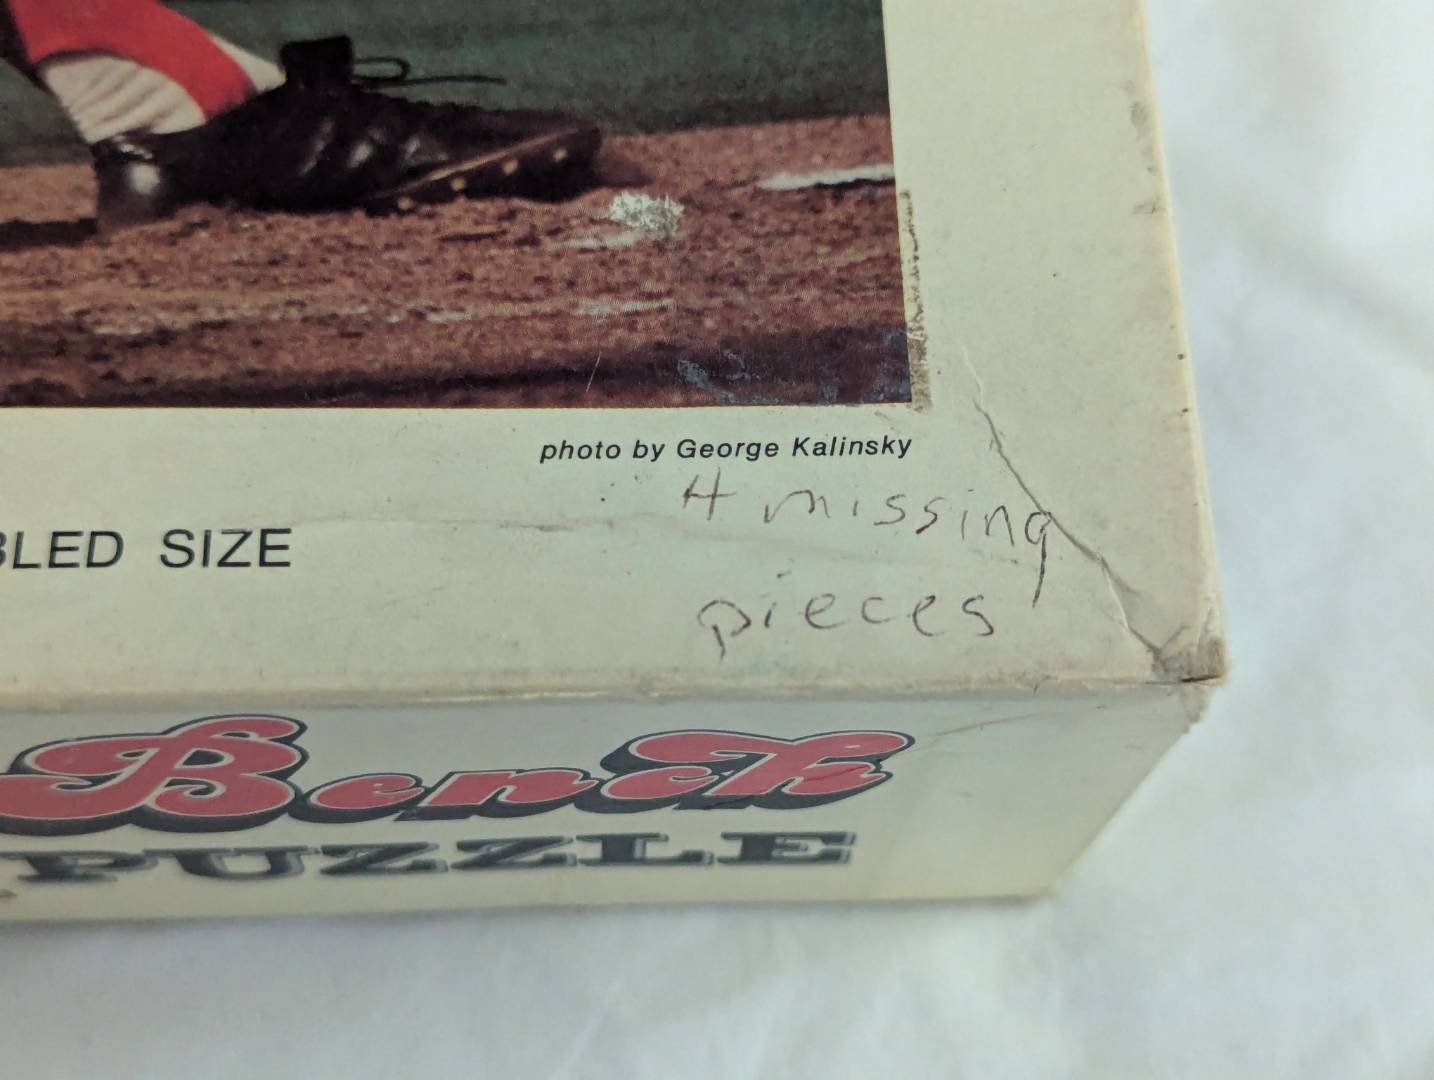 photo by George Kalinsky
4 missing
pieces
BLED SIZE
Bench
PUZZLE